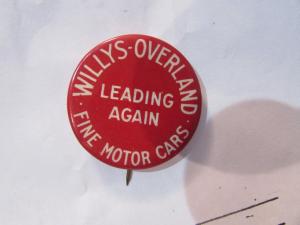 WILLYS-OVERLAND
LEADING
AGAIN
· FINE MOTOR CARS ·